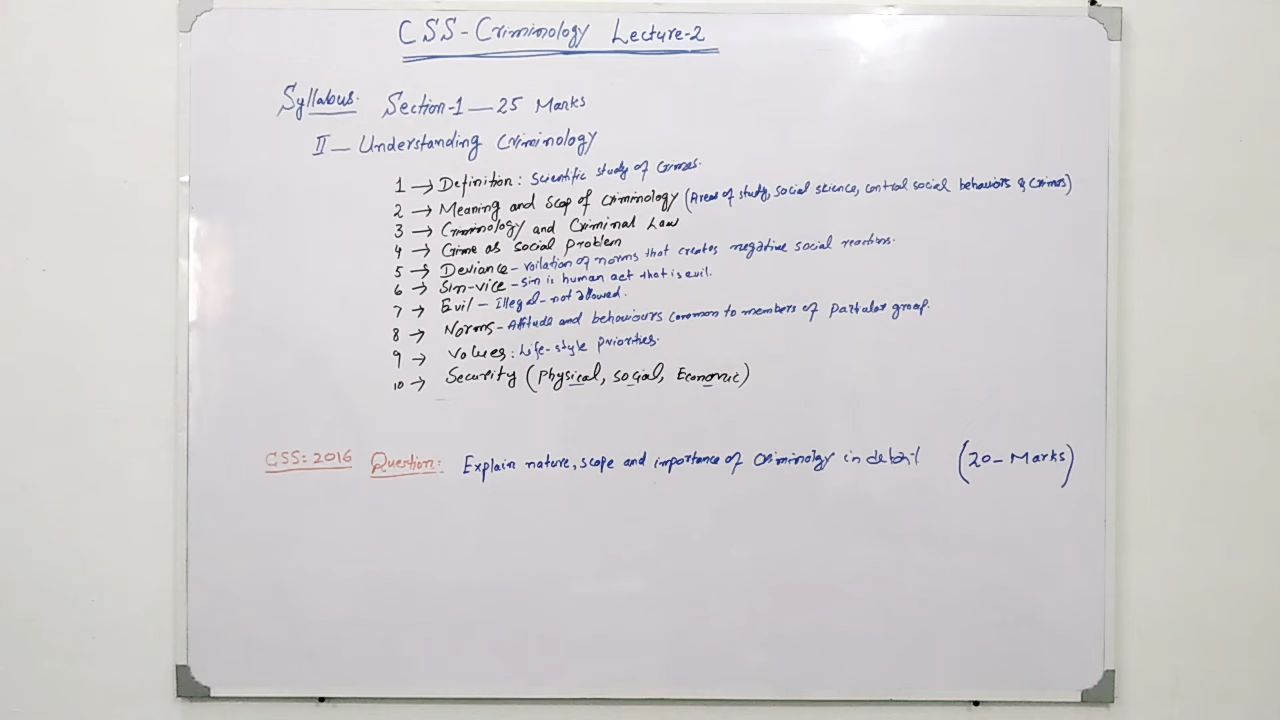 CSS-Criminology Lecture-2
Syllabus. Section-1 — 25 Marks
II — Understanding Criminology
1 → Definition: Scientific study of Crimes.
2 → Meaning and Scop of Criminology (Areas of study, social science, control social behaviors & Crimes)
3 → Criminology and Criminal Law
4 → Crime as social problem
5 → Deviance - voilation of norms that creates negative social reactions.
6 → Sin-vice - sin is human act that is evil.
7 → Evil - Illegal - not allowed.
8 → Norms - Attitude and behaviours common to members of particular group.
9 → Values: Life-style priorities.
10 → Security (Physical, Social, Economic)
CSS:2016 Question: Explain nature, scope and importance of Criminology in detail (20-Marks)